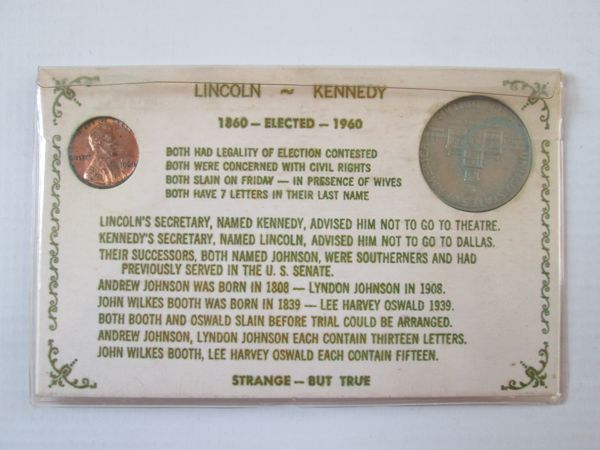 LINCOLN ~ KENNEDY
1860 — ELECTED — 1960
BOTH HAD LEGALITY OF ELECTION CONTESTED
BOTH WERE CONCERNED WITH CIVIL RIGHTS
BOTH SLAIN ON FRIDAY — IN PRESENCE OF WIVES
BOTH HAVE 7 LETTERS IN THEIR LAST NAME
LINCOLN'S SECRETARY, NAMED KENNEDY, ADVISED HIM NOT TO GO TO THEATRE.
KENNEDY'S SECRETARY, NAMED LINCOLN, ADVISED HIM NOT TO GO TO DALLAS.
THEIR SUCCESSORS, BOTH NAMED JOHNSON, WERE SOUTHERNERS AND HAD
PREVIOUSLY SERVED IN THE U. S. SENATE.
ANDREW JOHNSON WAS BORN IN 1808 — LYNDON JOHNSON IN 1908.
JOHN WILKES BOOTH WAS BORN IN 1839 — LEE HARVEY OSWALD 1939.
BOTH BOOTH AND OSWALD SLAIN BEFORE TRIAL COULD BE ARRANGED.
ANDREW JOHNSON, LYNDON JOHNSON EACH CONTAIN THIRTEEN LETTERS.
JOHN WILKES BOOTH, LEE HARVEY OSWALD EACH CONTAIN FIFTEEN.
STRANGE — BUT TRUE